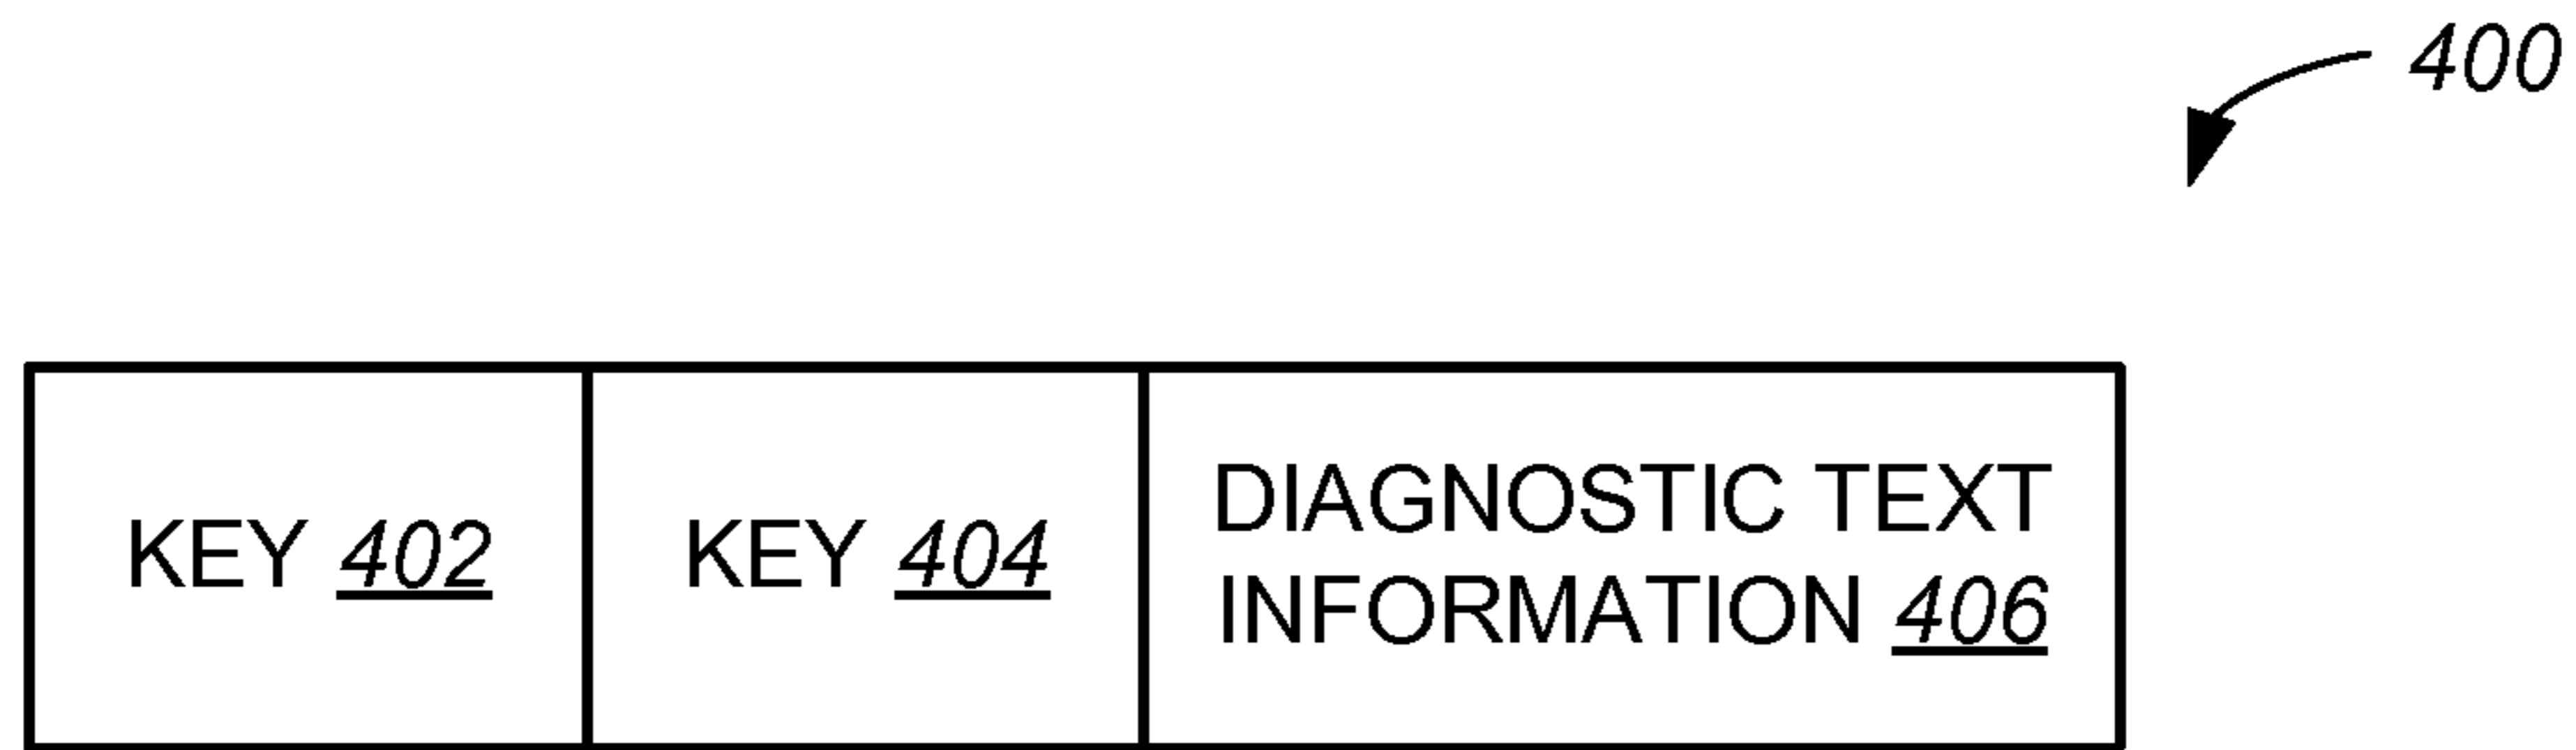 400
KEY 402
KEY 404
DIAGNOSTIC TEXT
INFORMATION 406